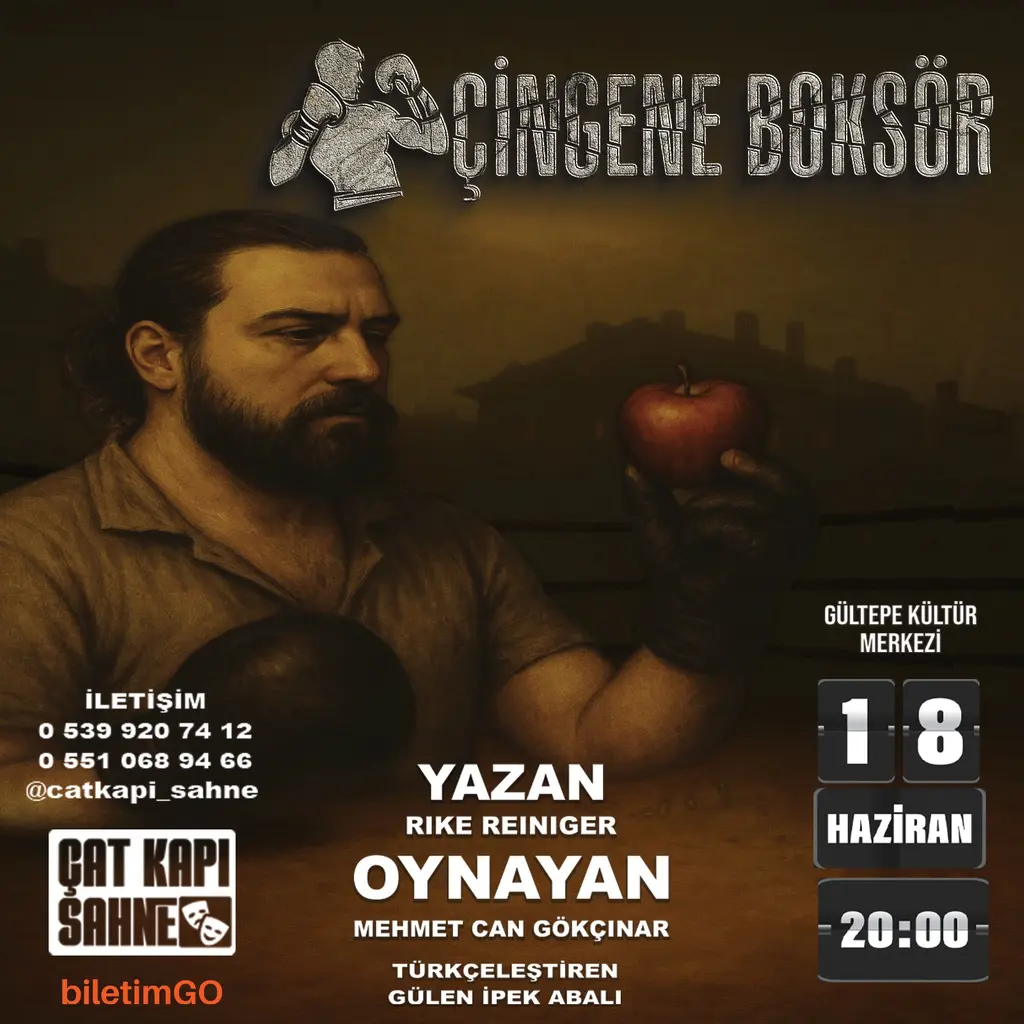 ÇİNGENE BOKSÖR
GÜLTEPE KÜLTÜR
MERKEZİ
18
HAZİRAN
20:00
İLETİŞİM
0 539 920 74 12
0 551 068 94 66
@catkapi_sahne
ÇAT KAPI
SAHNE
biletimGO
YAZAN
RIKE REINIGER
OYNAYAN
MEHMET CAN GÖKÇINAR
TÜRKÇELEŞTİREN
GÜLEN İPEK ABALI